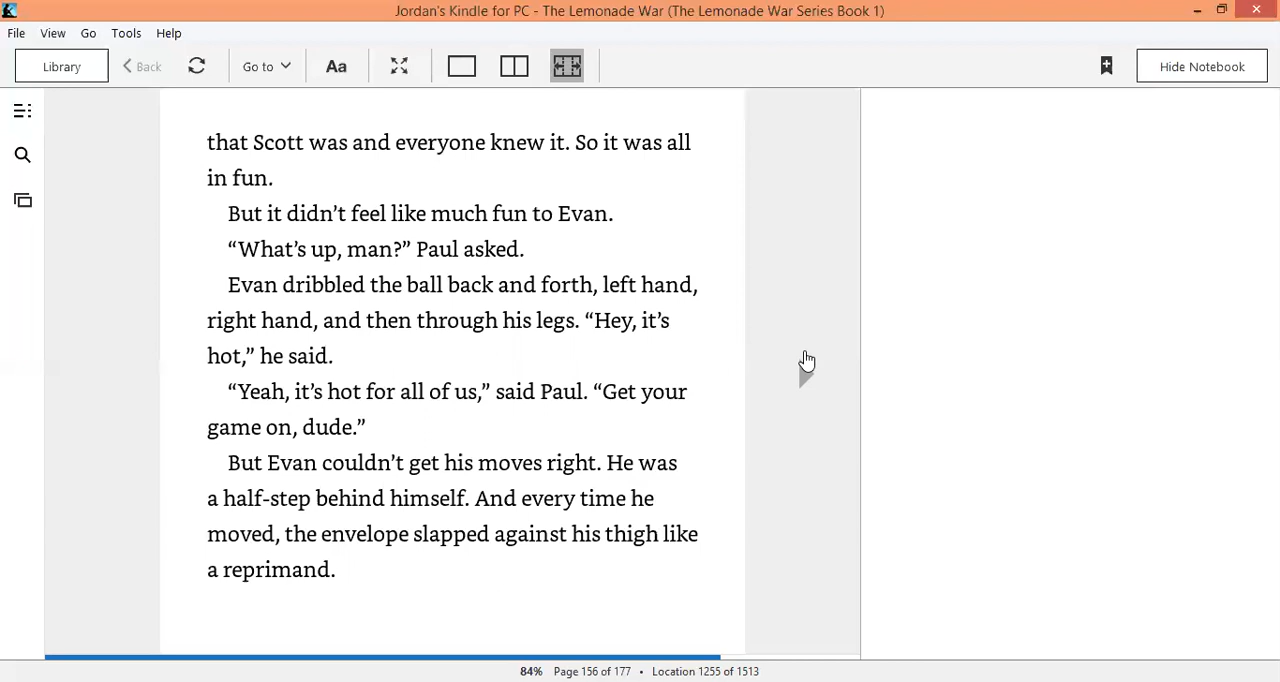 Jordan's Kindle for PC - The Lemonade War (The Lemonade War Series Book 1)
File View Go Tools Help
Library Back Go to Aa Hide Notebook
that Scott was and everyone knew it. So it was all
in fun.
But it didn’t feel like much fun to Evan.
“What’s up, man?” Paul asked.
Evan dribbled the ball back and forth, left hand,
right hand, and then through his legs. “Hey, it’s
hot,” he said.
“Yeah, it’s hot for all of us,” said Paul. “Get your
game on, dude.”
But Evan couldn’t get his moves right. He was
a half-step behind himself. And every time he
moved, the envelope slapped against his thigh like
a reprimand.
84% Page 156 of 177 • Location 1255 of 1513